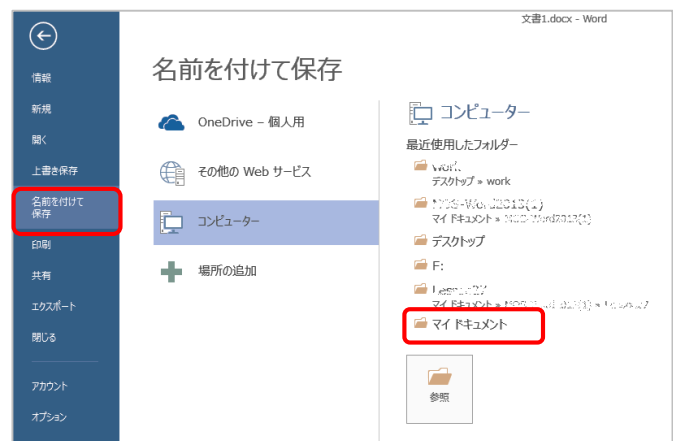 文書1.docx - Word
情報
新規
開く
上書き保存
名前を付けて
保存
印刷
共有
エクスポート
閉じる
アカウント
オプション
名前を付けて保存
OneDrive – 個人用
その他の Web サービス
コンピューター
場所の追加
コンピューター
最近使用したフォルダー
デスクトップ » work
マイ ドキュメント »
デスクトップ
F:
マイ ドキュメント »
マイ ドキュメント
参照